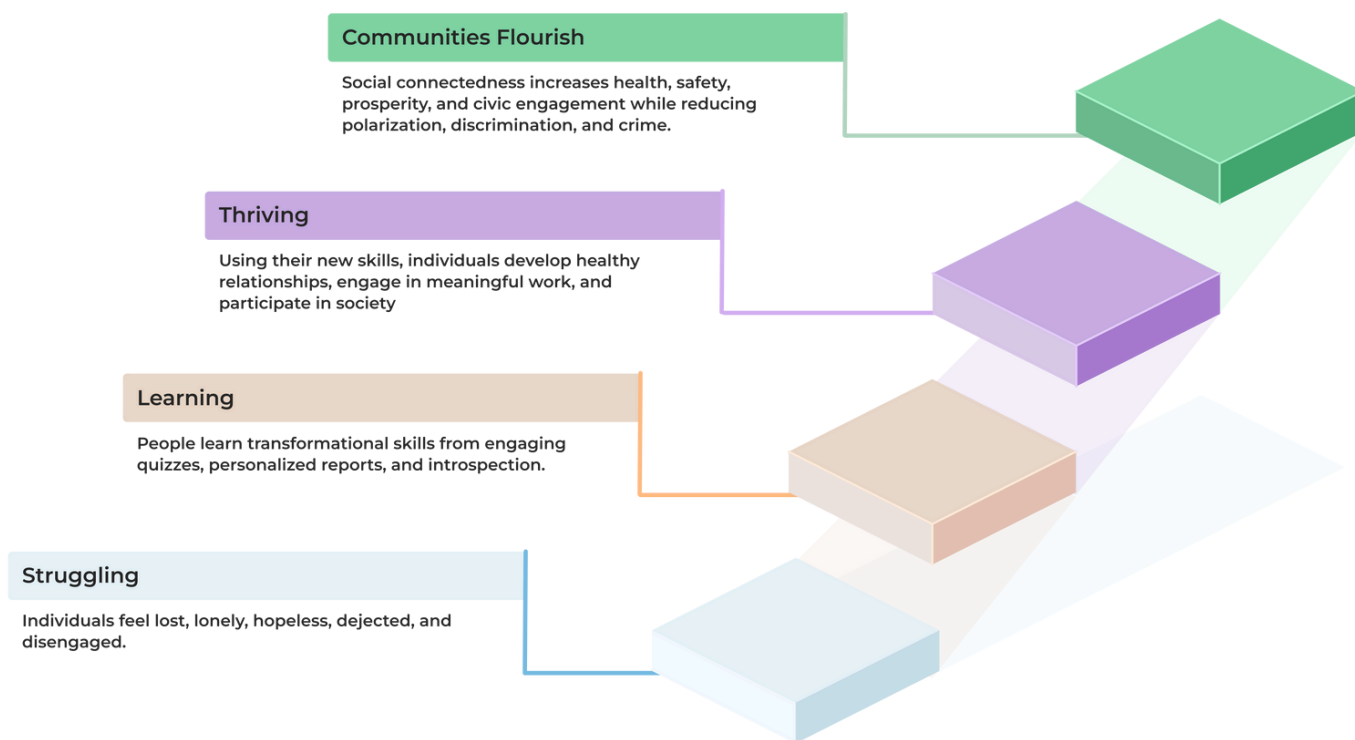 Communities Flourish
Social connectedness increases health, safety,
prosperity, and civic engagement while reducing
polarization, discrimination, and crime.
Thriving
Using their new skills, individuals develop healthy
relationships, engage in meaningful work, and
participate in society
Learning
People learn transformational skills from engaging
quizzes, personalized reports, and introspection.
Struggling
Individuals feel lost, lonely, hopeless, dejected, and
disengaged.